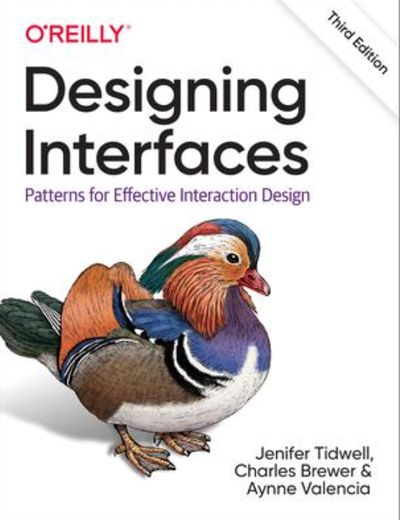 O'REILLY®
Third Edition
Designing
Interfaces
Patterns for Effective Interaction Design
Jenifer Tidwell,
Charles Brewer &
Aynne Valencia